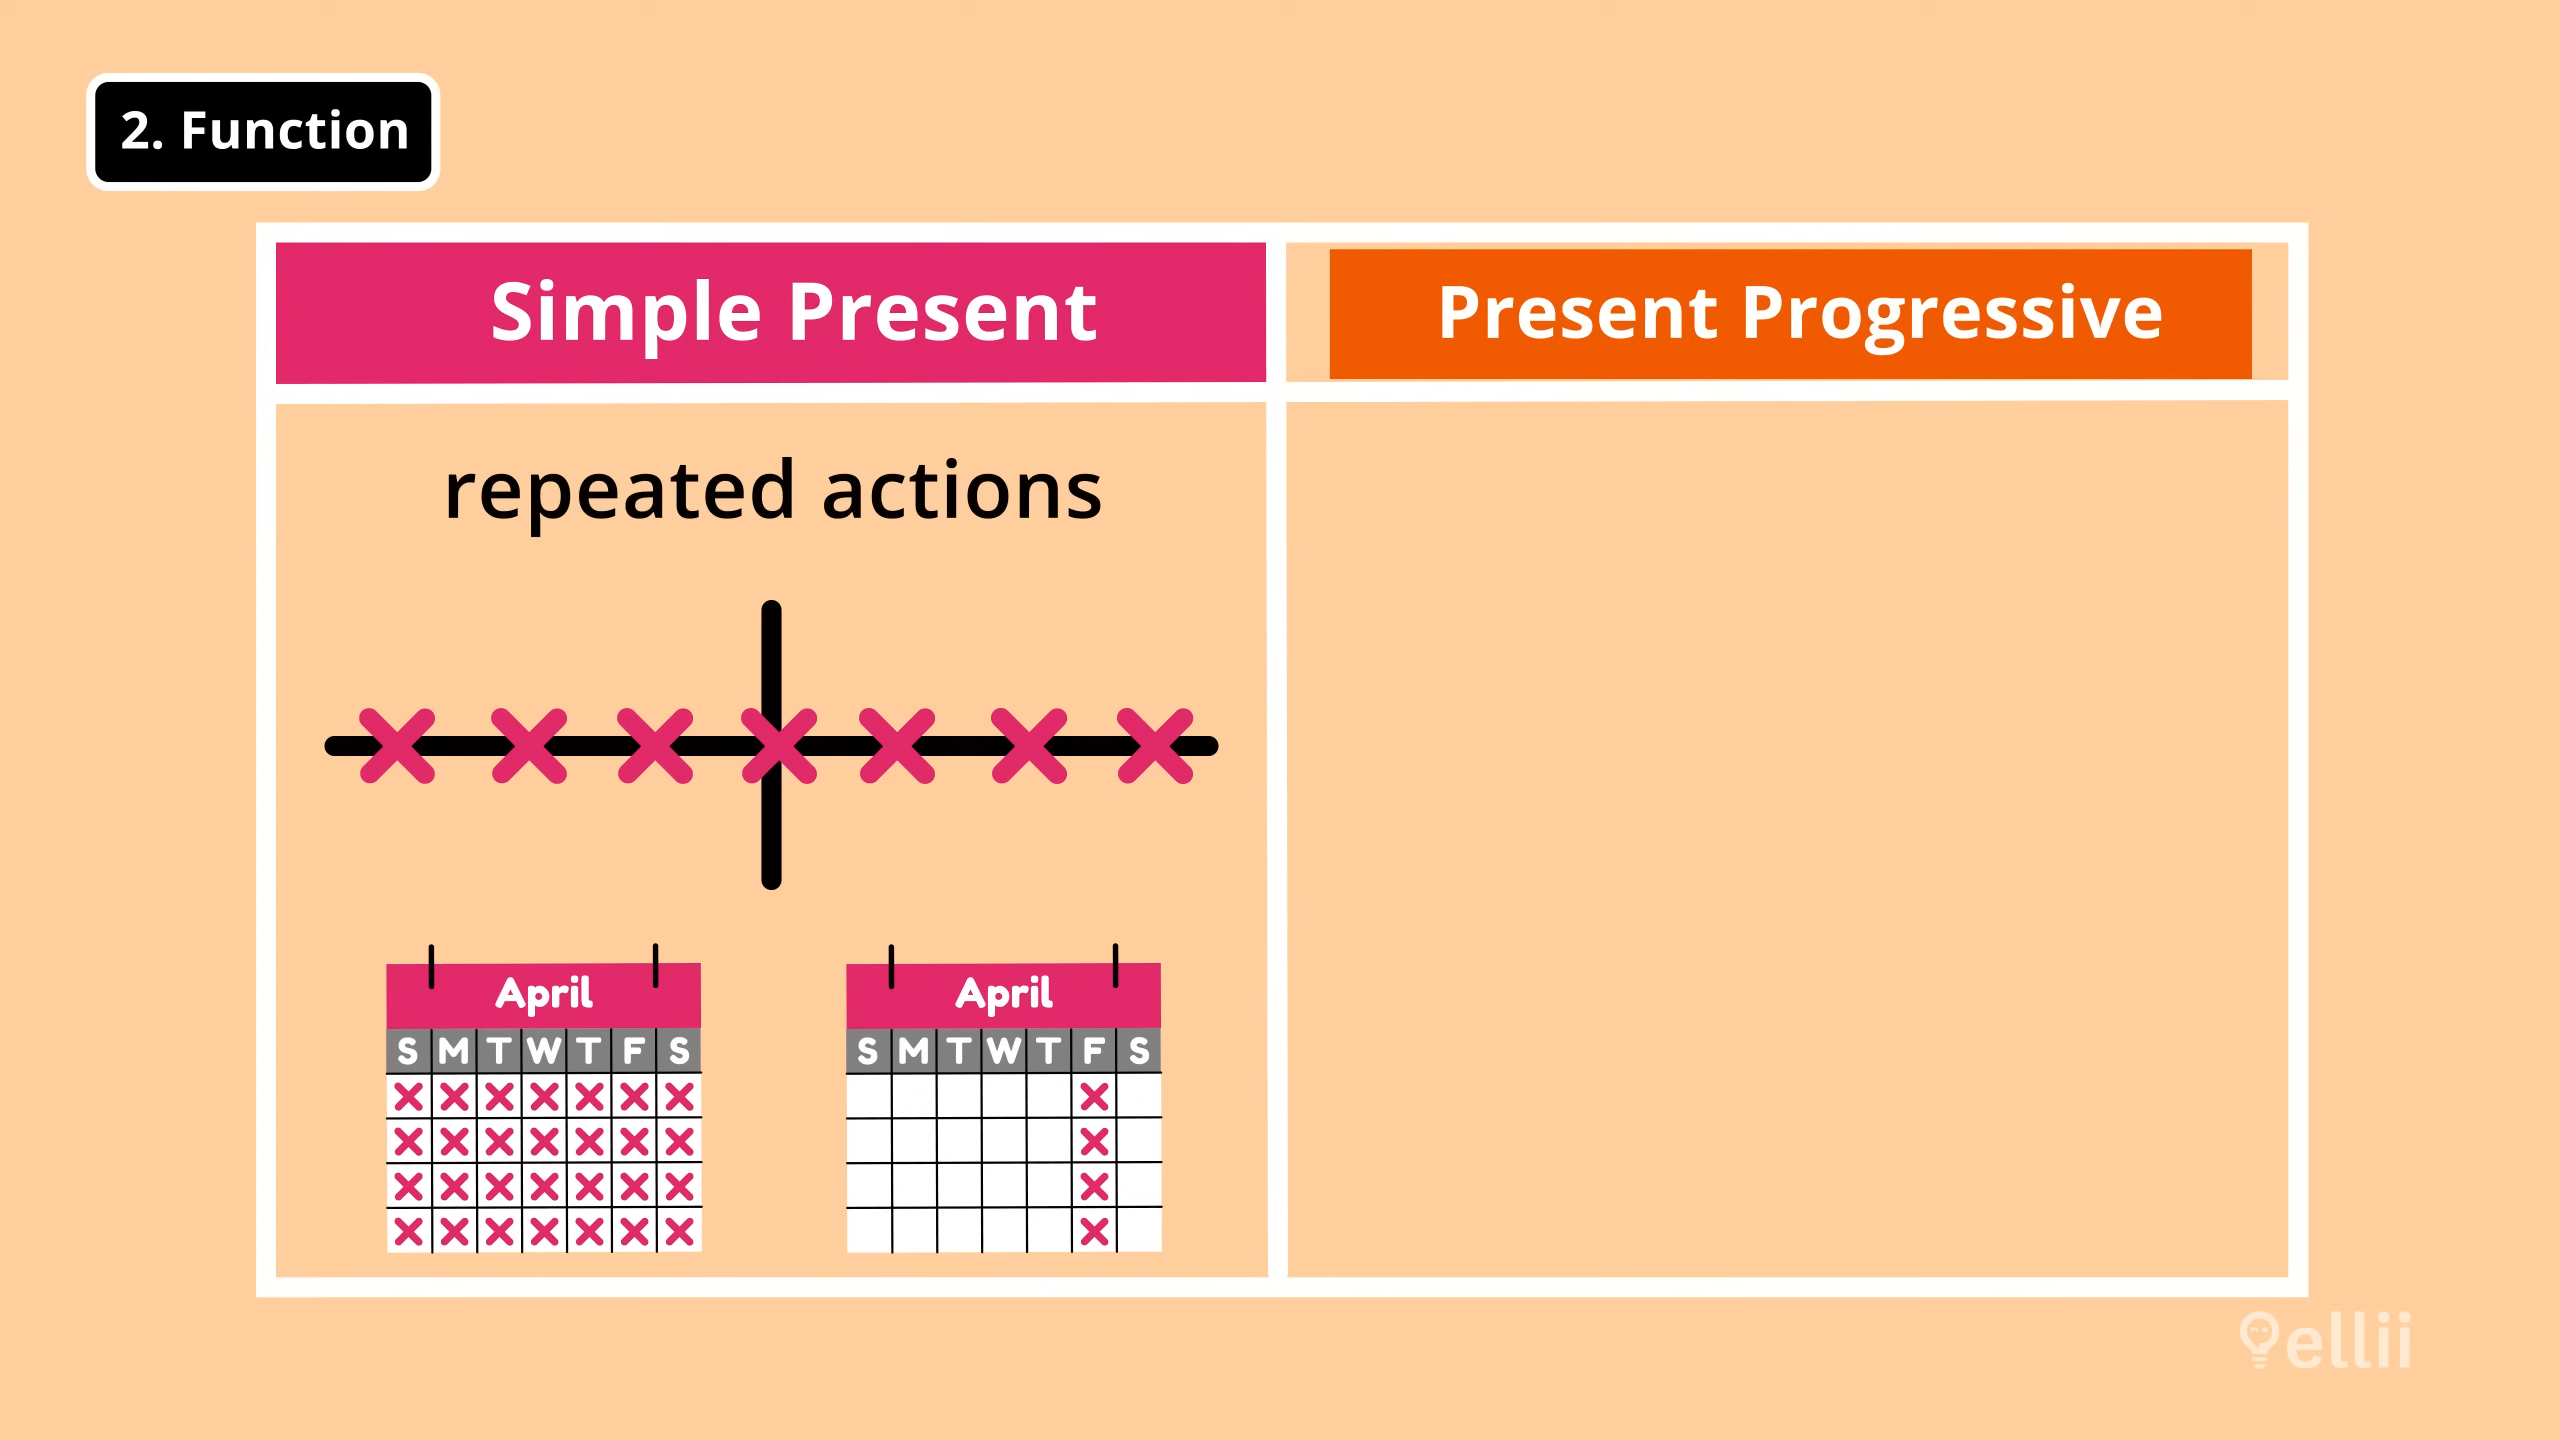 2. Function
Simple Present
Present Progressive
repeated actions
April
S M T W T F S
April
S M T W T F S
ellii